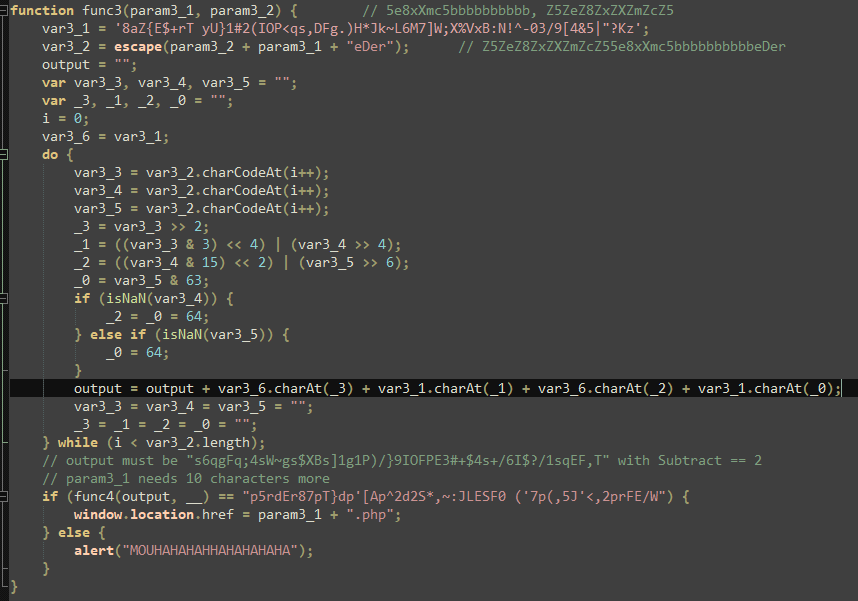 function func3(param3_1, param3_2) {        // 5e8xXmc5bbbbbbbbbb, Z5ZeZ8ZxZXZmZcZ5
    var3_1 = '8aZ{E$+rT yU}1#2(IOP<qs,DFg.)H*Jk~L6M7]W;X%VxB:N!^-03/9[4&5|"?Kz';
    var3_2 = escape(param3_2 + param3_1 + "eDer");      // Z5ZeZ8ZxZXZmZcZ55e8xXmc5bbbbbbbbbbeDer
    output = "";
    var var3_3, var3_4, var3_5 = "";
    var _3, _1, _2, _0 = "";
    i = 0;
    var3_6 = var3_1;
    do {
        var3_3 = var3_2.charCodeAt(i++);
        var3_4 = var3_2.charCodeAt(i++);
        var3_5 = var3_2.charCodeAt(i++);
        _3 = var3_3 >> 2;
        _1 = ((var3_3 & 3) << 4) | (var3_4 >> 4);
        _2 = ((var3_4 & 15) << 2) | (var3_5 >> 6);
        _0 = var3_5 & 63;
        if (isNaN(var3_4)) {
            _2 = _0 = 64;
        } else if (isNaN(var3_5)) {
            _0 = 64;
        }
        output = output + var3_6.charAt(_3) + var3_1.charAt(_1) + var3_6.charAt(_2) + var3_1.charAt(_0);
        var3_3 = var3_4 = var3_5 = "";
        _3 = _1 = _2 = _0 = "";
    } while (i < var3_2.length);
    // output must be "s6qgFq;4sW~gs$XBs]1g1P)/}9IOFPE3#+$4s+/6I$?/1sqEF,T" with Subtract == 2
    // param3_1 needs 10 characters more
    if (func4(output, __) == "p5rdEr87pT}dp'[Ap^2d2S*,~:JLESF0 ('7p(,5J'<,2prFE/W") {
        window.location.href = param3_1 + ".php";
    } else {
        alert("MOUHAHAHAHHAHAHAHAHA");
    }
}